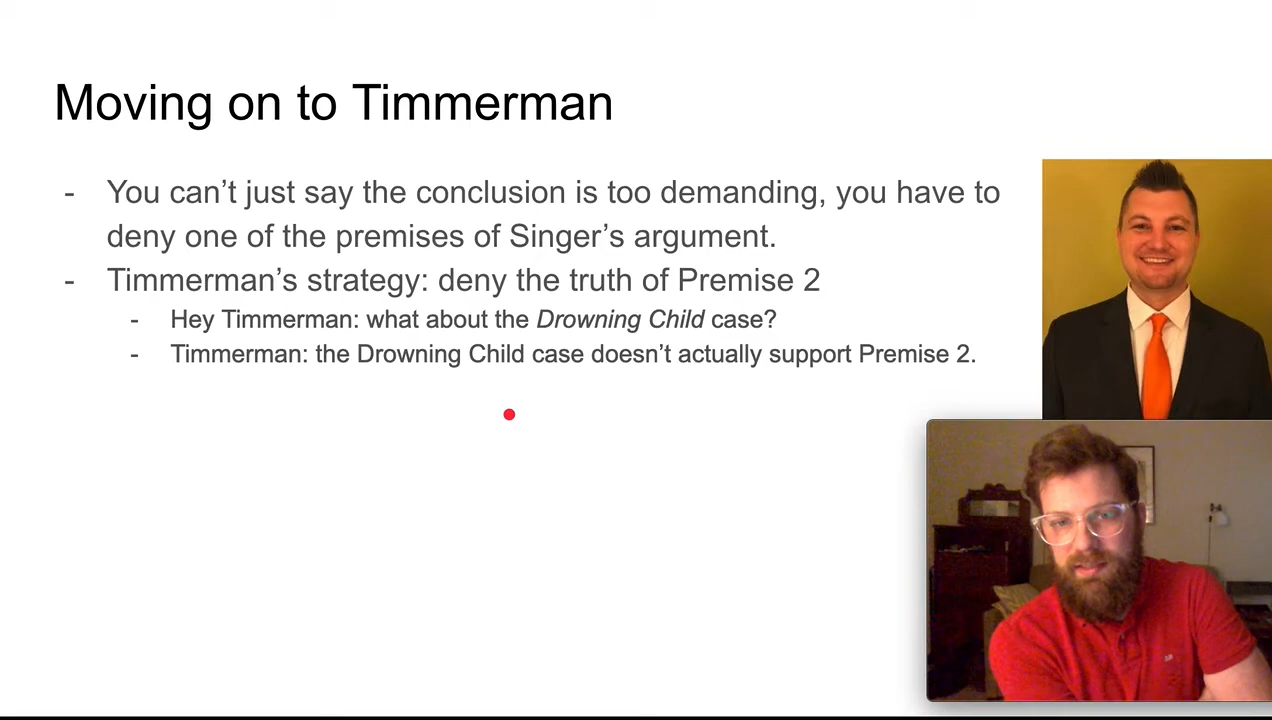 Moving on to Timmerman
- You can’t just say the conclusion is too demanding, you have to
deny one of the premises of Singer’s argument.
- Timmerman’s strategy: deny the truth of Premise 2
- Hey Timmerman: what about the Drowning Child case?
- Timmerman: the Drowning Child case doesn’t actually support Premise 2.